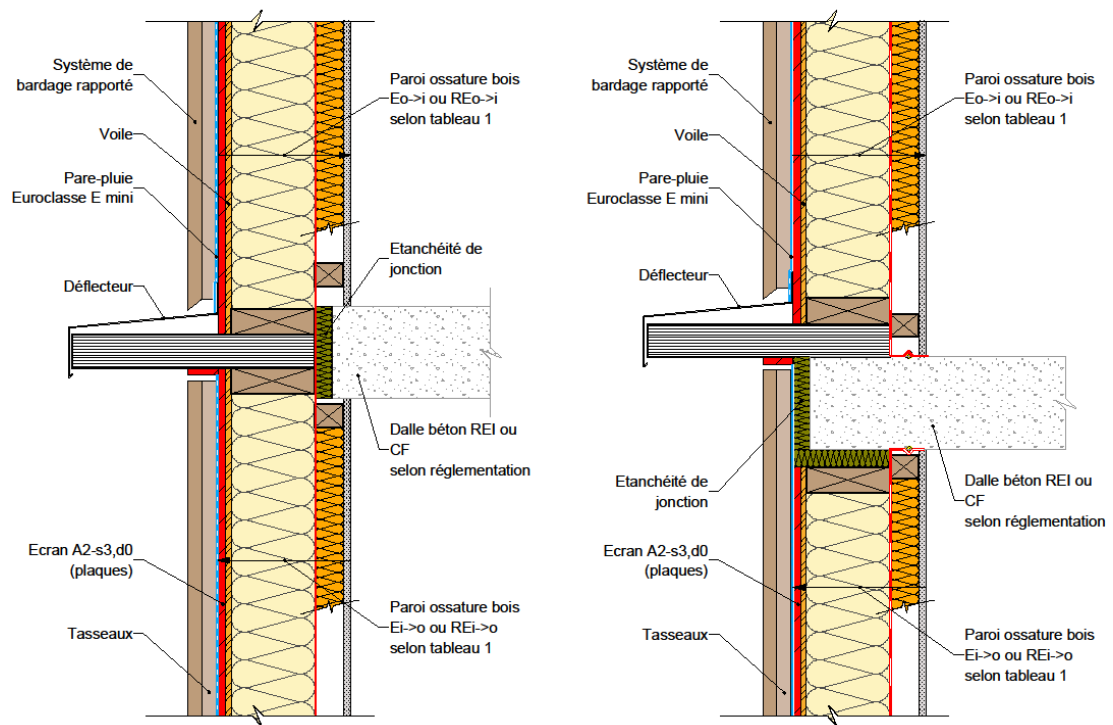 Système de
bardage rapporté
Voile
Pare-pluie
Euroclasse E mini
Déflecteur
Ecran A2-s3,d0
(plaques)
Tasseaux
Paroi ossature bois
Eo->i ou REo->i
selon tableau 1
Etanchéité de
jonction
Dalle béton REI ou
CF
selon réglementation
Paroi ossature bois
Ei->o ou REi->o
selon tableau 1
Système de
bardage rapporté
Voile
Pare-pluie
Euroclasse E mini
Déflecteur
Etanchéité de
jonction
Ecran A2-s3,d0
(plaques)
Tasseaux
Paroi ossature bois
Eo->i ou REo->i
selon tableau 1
Dalle béton REI ou
CF
selon réglementation
Paroi ossature bois
Ei->o ou REi->o
selon tableau 1